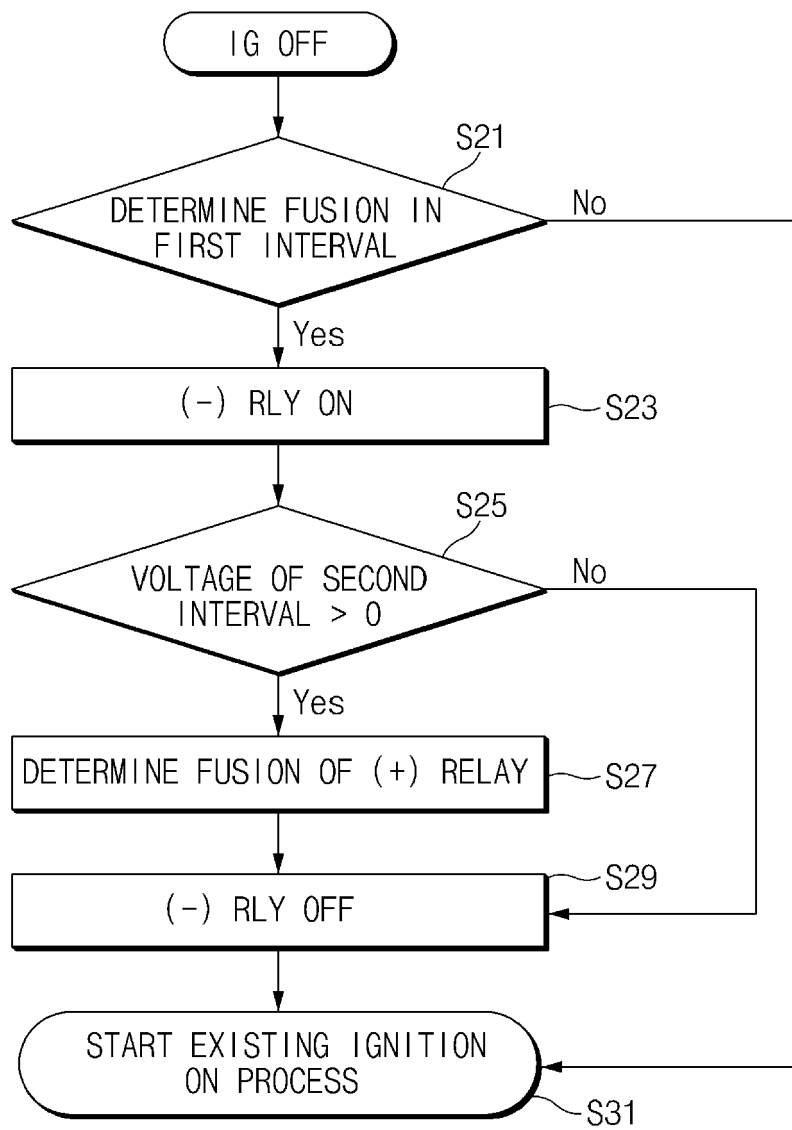 IG OFF
S21
DETERMINE FUSION IN
FIRST INTERVAL
No
Yes
(-) RLY ON
S23
S25
VOLTAGE OF SECOND
INTERVAL > 0
No
Yes
DETERMINE FUSION OF (+) RELAY
S27
S29
(-) RLY OFF
START EXISTING IGNITION
ON PROCESS
S31